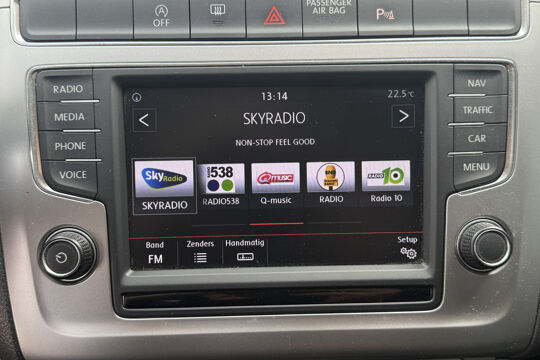 OFF
PASSENGER
AIR BAG
P
RADIO
MEDIA
PHONE
VOICE
NAV
TRAFFIC
CAR
MENU
13:14
22.5°C
SKYRADIO
NON-STOP FEEL GOOD
Sky Radio
538
Q music
RADIO 10
SKYRADIO
RADIO538
Q-music
RADIO
Radio 10
Band
FM
Zenders
Handmatig
Setup